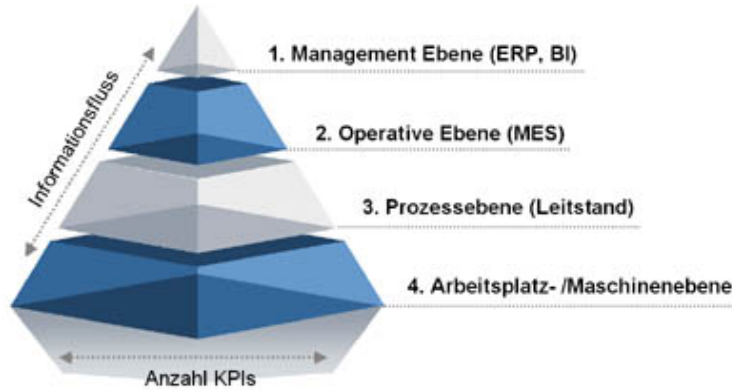 1. Management Ebene (ERP, BI)
Informationsfluss
2. Operative Ebene (MES)
3. Prozessebene (Leitstand)
4. Arbeitsplatz- /Maschinenebene
Anzahl KPIs